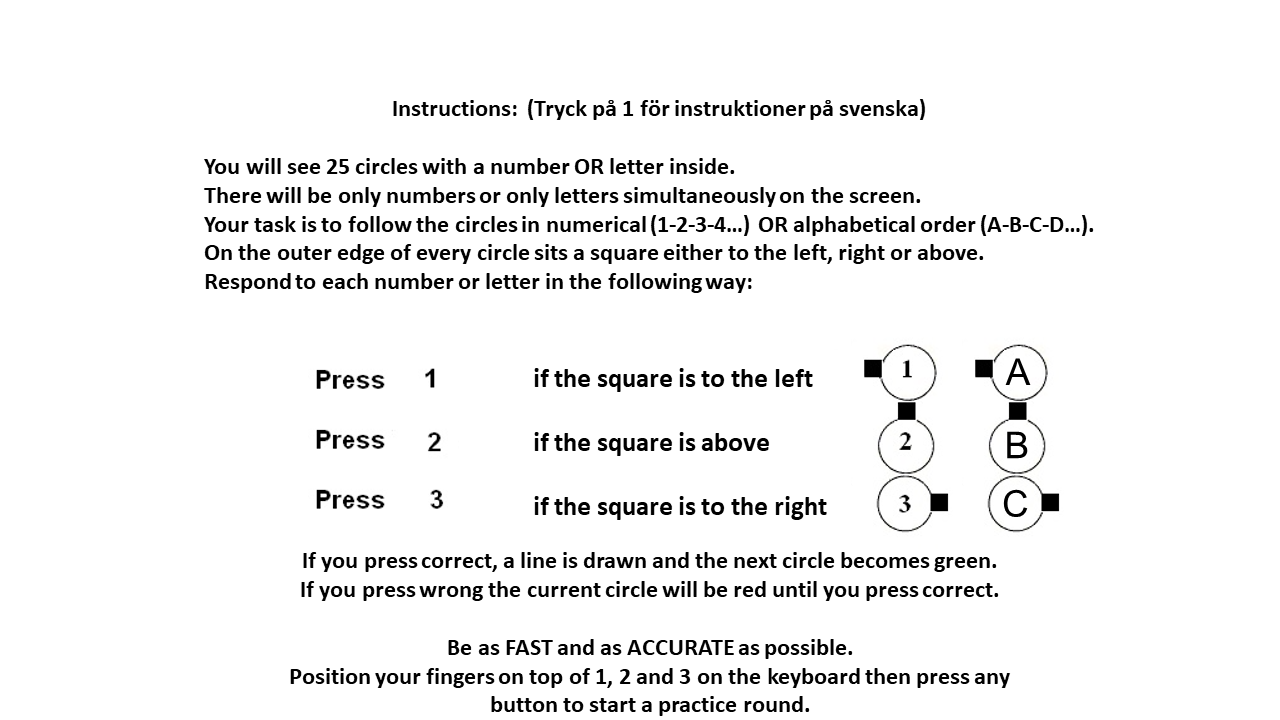 Instructions: (Tryck på 1 för instruktioner på svenska)
You will see 25 circles with a number OR letter inside.
There will be only numbers or only letters simultaneously on the screen.
Your task is to follow the circles in numerical (1-2-3-4...) OR alphabetical order (A-B-C-D...).
On the outer edge of every circle sits a square either to the left, right or above.
Respond to each number or letter in the following way:
Press 1 if the square is to the left 1 A
Press 2 if the square is above 2 B
Press 3 if the square is to the right 3 C
If you press correct, a line is drawn and the next circle becomes green.
If you press wrong the current circle will be red until you press correct.
Be as FAST and as ACCURATE as possible.
Position your fingers on top of 1, 2 and 3 on the keyboard then press any
button to start a practice round.